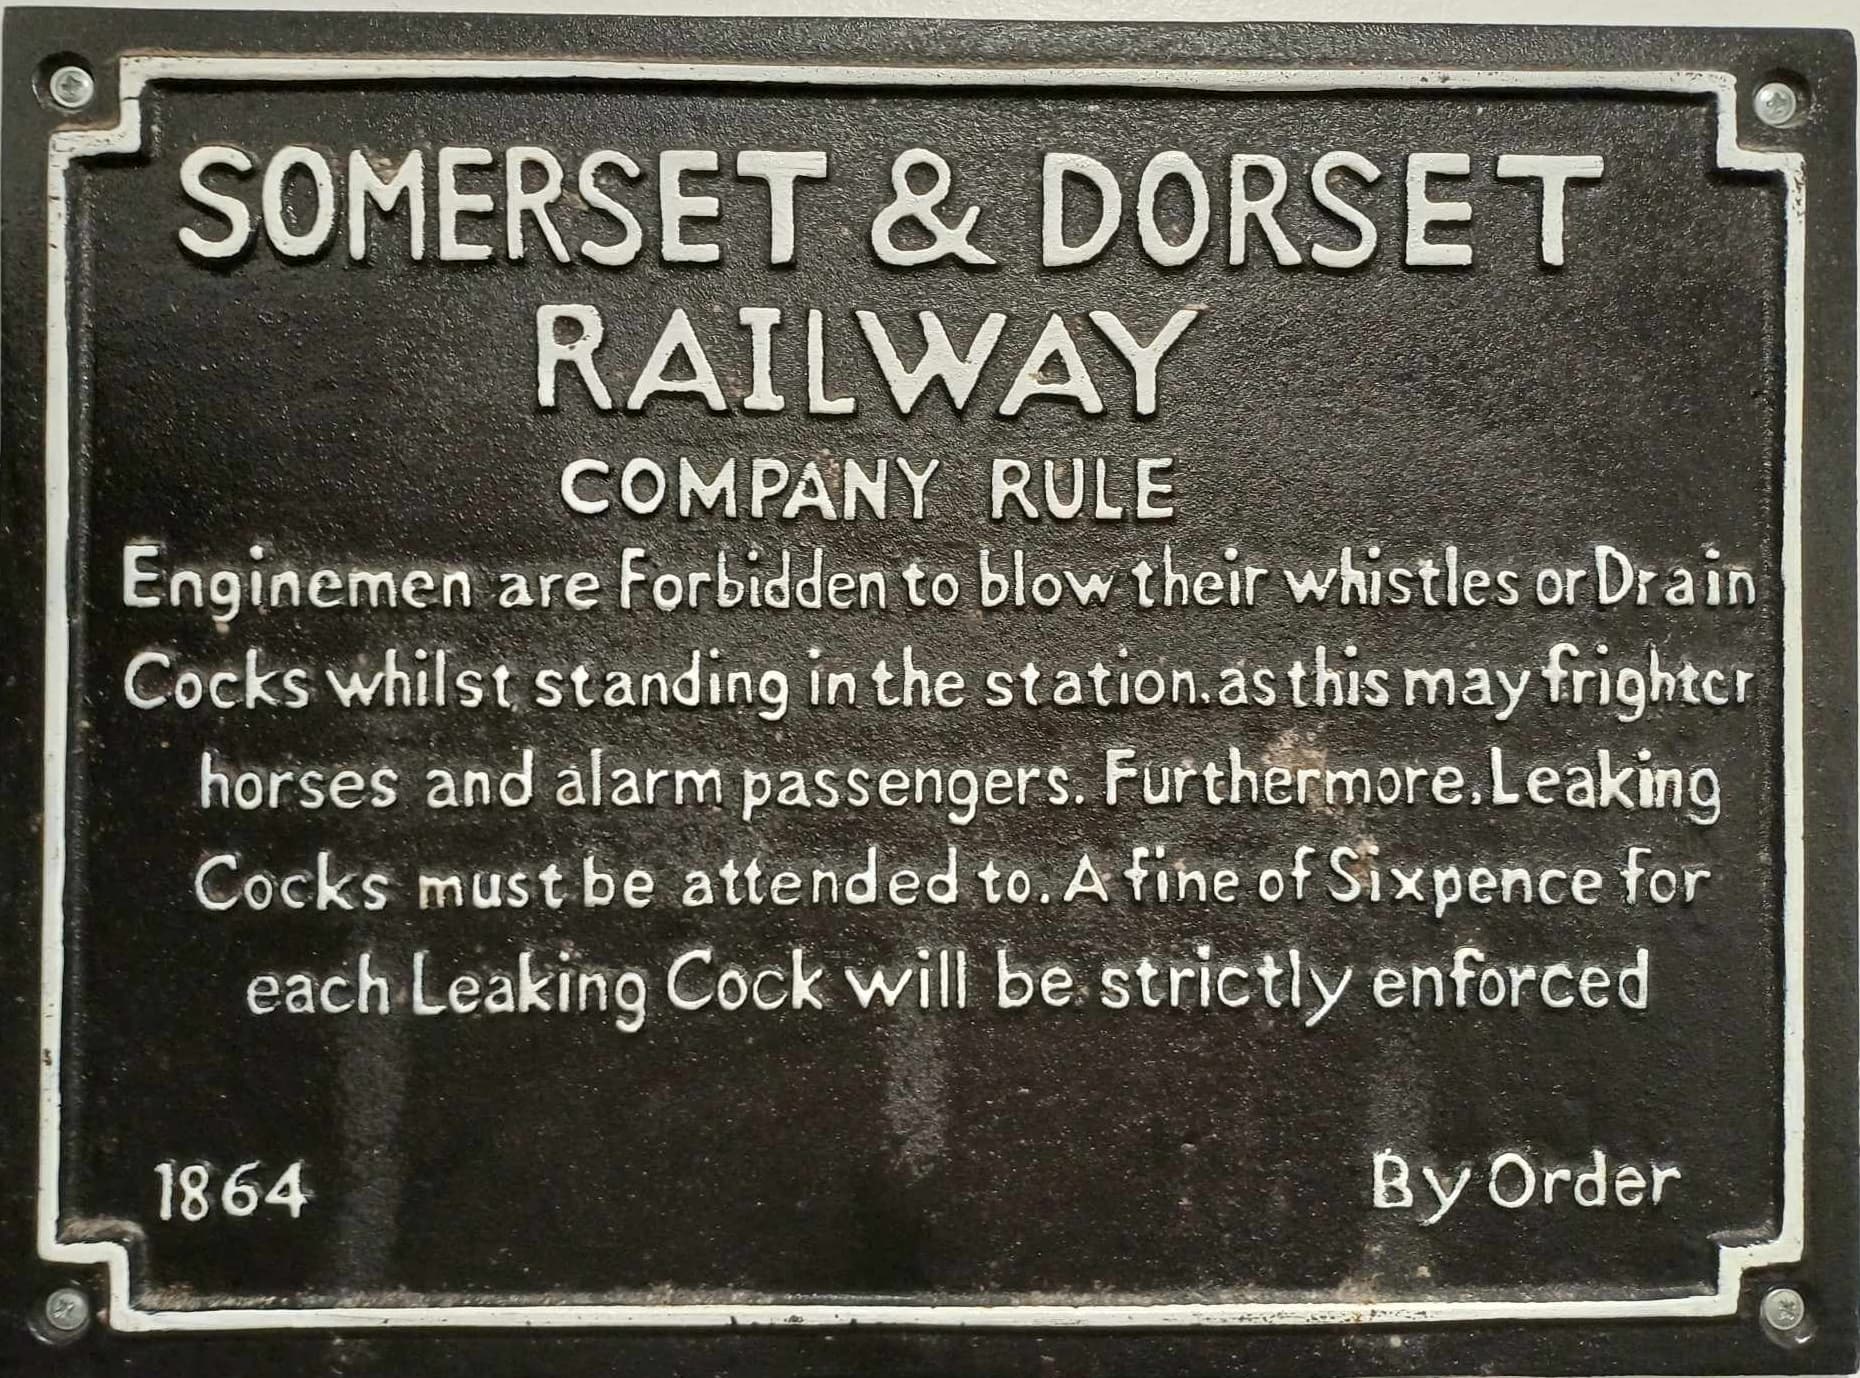 SOMERSET & DORSET
RAILWAY
COMPANY RULE
Enginemen are Forbidden to blow their whistles or Drain
Cocks whilst standing in the station. as this may frighter
horses and alarm passengers. Furthermore, Leaking
Cocks must be attended to. A fine of Sixpence for
each Leaking Cock will be strictly enforced
1864 By Order